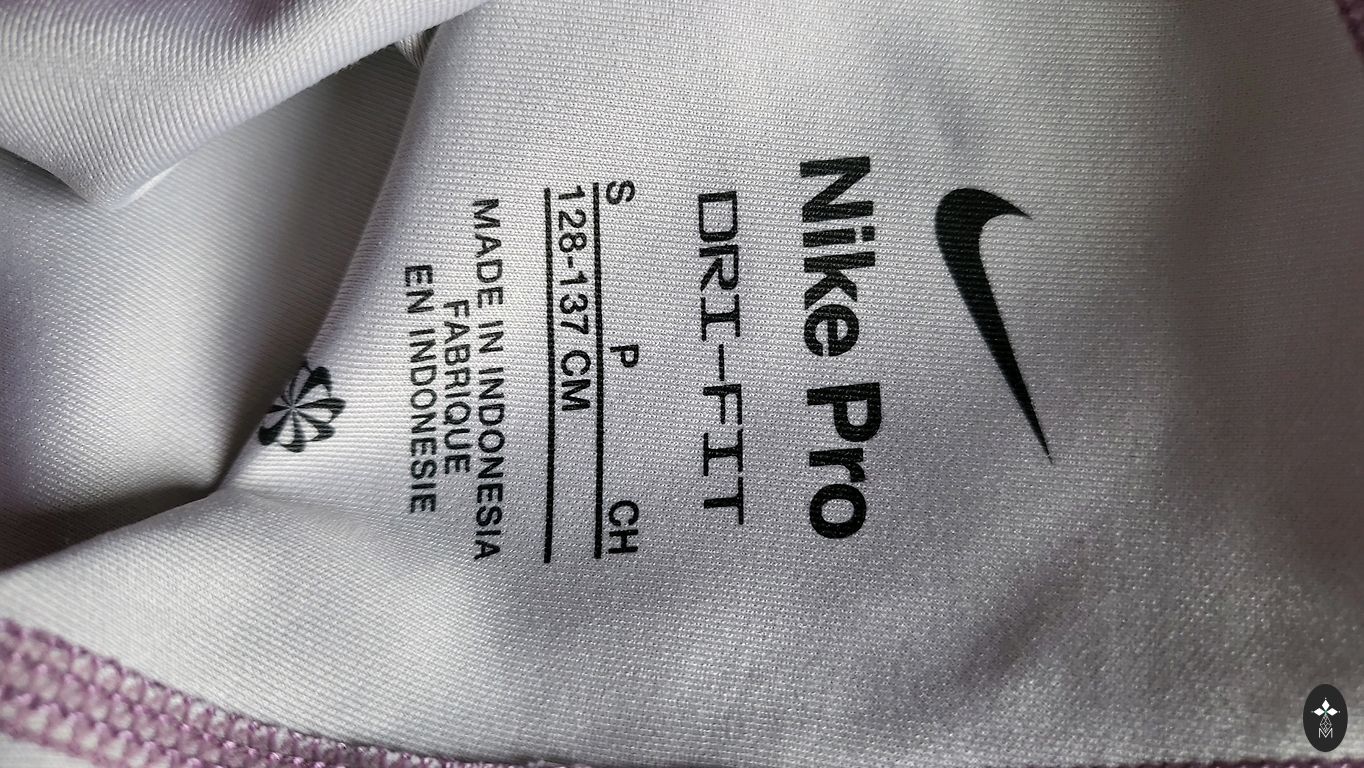 Nike Pro
DRI-FIT
S P CH
128-137 CM
MADE IN INDONESIA
FABRIQUE
EN INDONESIE
M